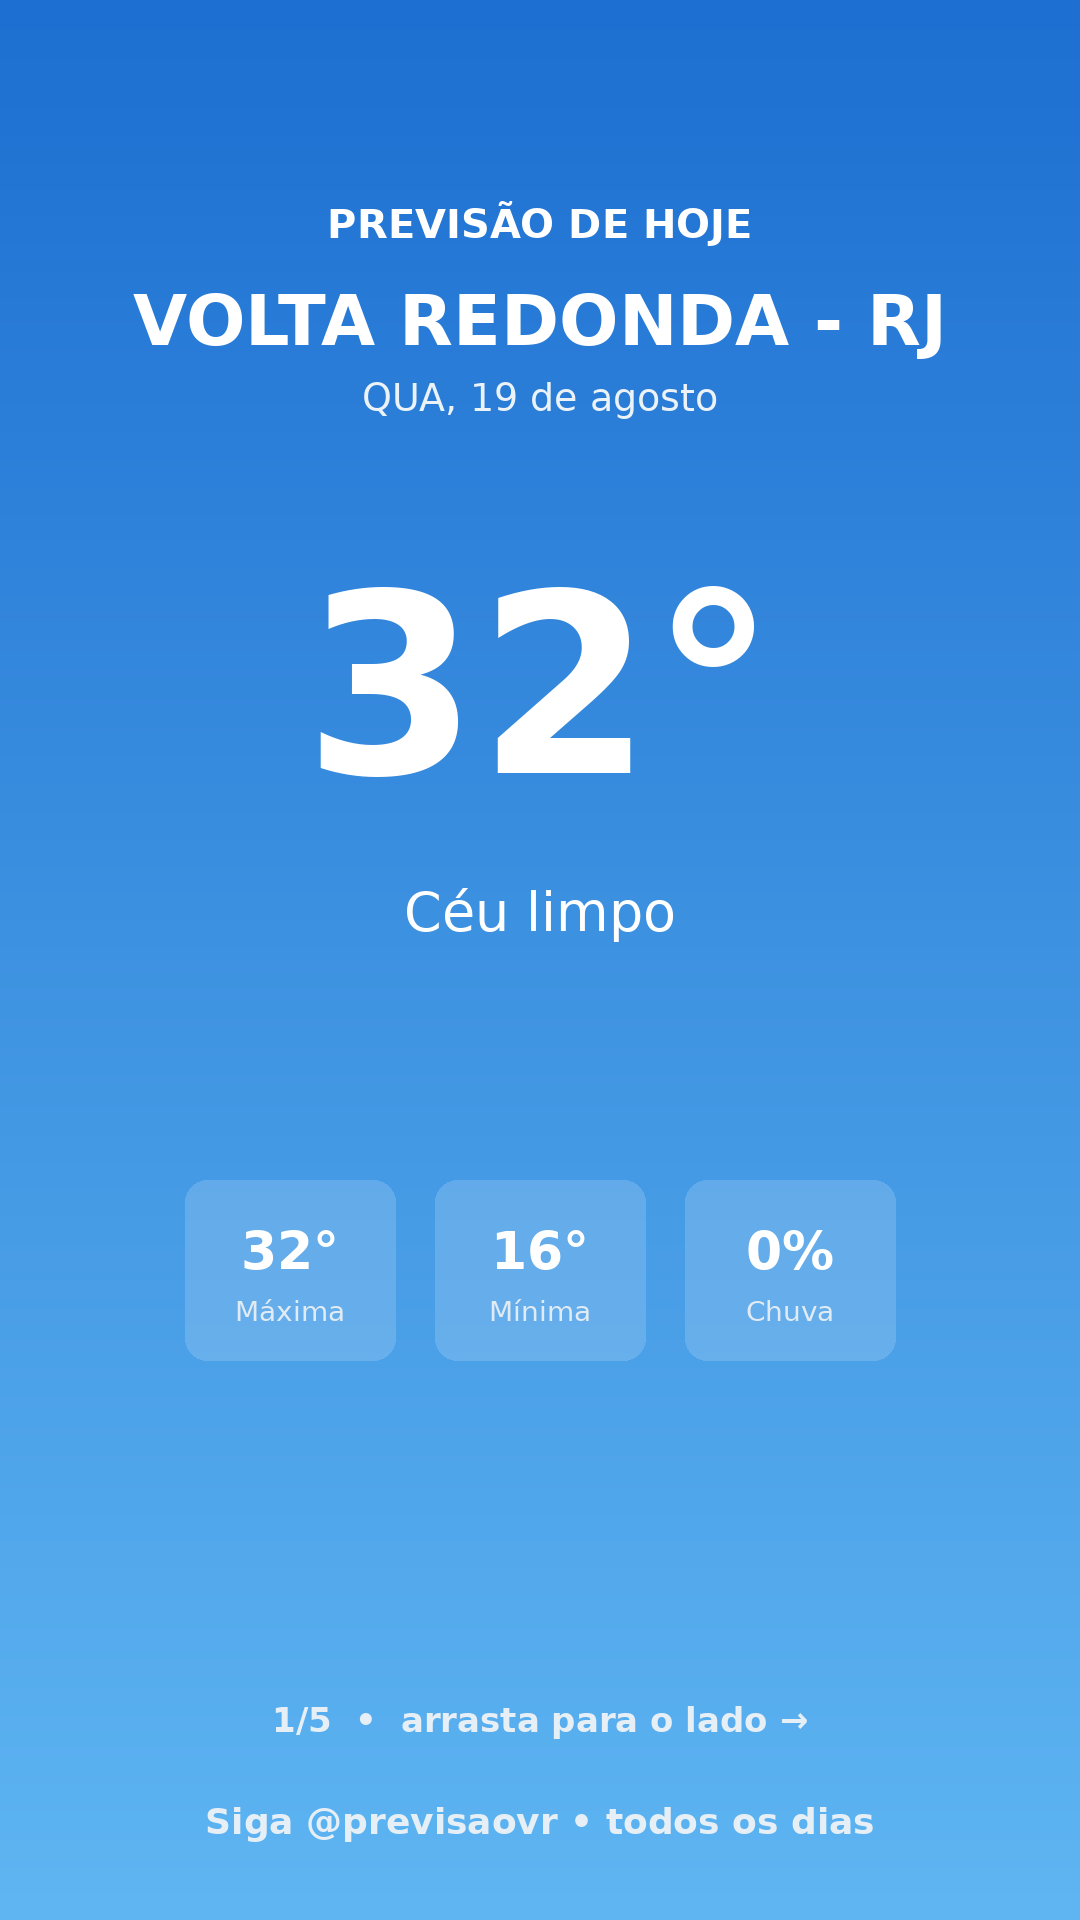 PREVISÃO DE HOJE
VOLTA REDONDA - RJ
QUA, 19 de agosto
32°
Céu limpo
32° 16° 0%
Máxima Mínima Chuva
1/5 • arrasta para o lado →
Siga @previsaovr • todos os dias